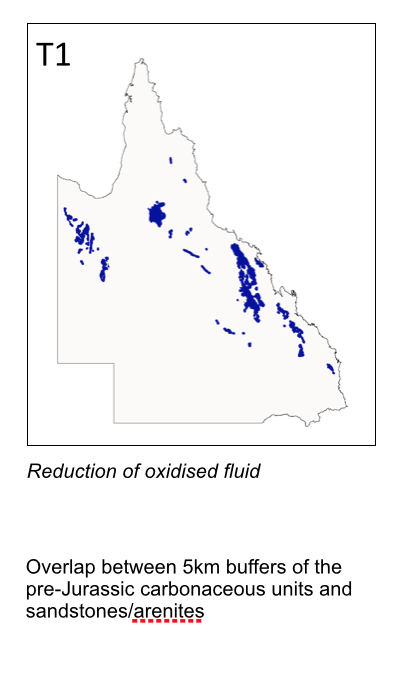 T1
Reduction of oxidised fluid
Overlap between 5km buffers of the
pre-Jurassic carbonaceous units and
sandstones/arenites